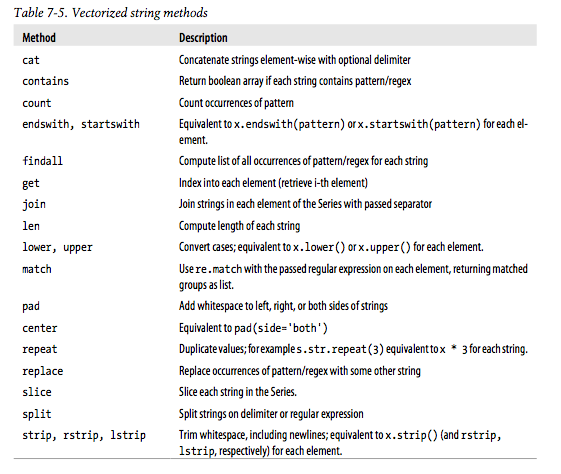 Table 7-5. Vectorized string methods
Method Description
cat Concatenate strings element-wise with optional delimiter
contains Return boolean array if each string contains pattern/regex
count Count occurrences of pattern
endswith, startswith Equivalent to x.endswith(pattern) or x.startswith(pattern) for each el-
ement.
findall Compute list of all occurrences of pattern/regex for each string
get Index into each element (retrieve i-th element)
join Join strings in each element of the Series with passed separator
len Compute length of each string
lower, upper Convert cases; equivalent to x.lower() or x.upper() for each element.
match Use re.match with the passed regular expression on each element, returning matched
groups as list.
pad Add whitespace to left, right, or both sides of strings
center Equivalent to pad(side='both')
repeat Duplicate values; for example s.str.repeat(3) equivalent to x * 3 for each string.
replace Replace occurrences of pattern/regex with some other string
slice Slice each string in the Series.
split Split strings on delimiter or regular expression
strip, rstrip, lstrip Trim whitespace, including newlines; equivalent to x.strip() (and rstrip,
lstrip, respectively) for each element.